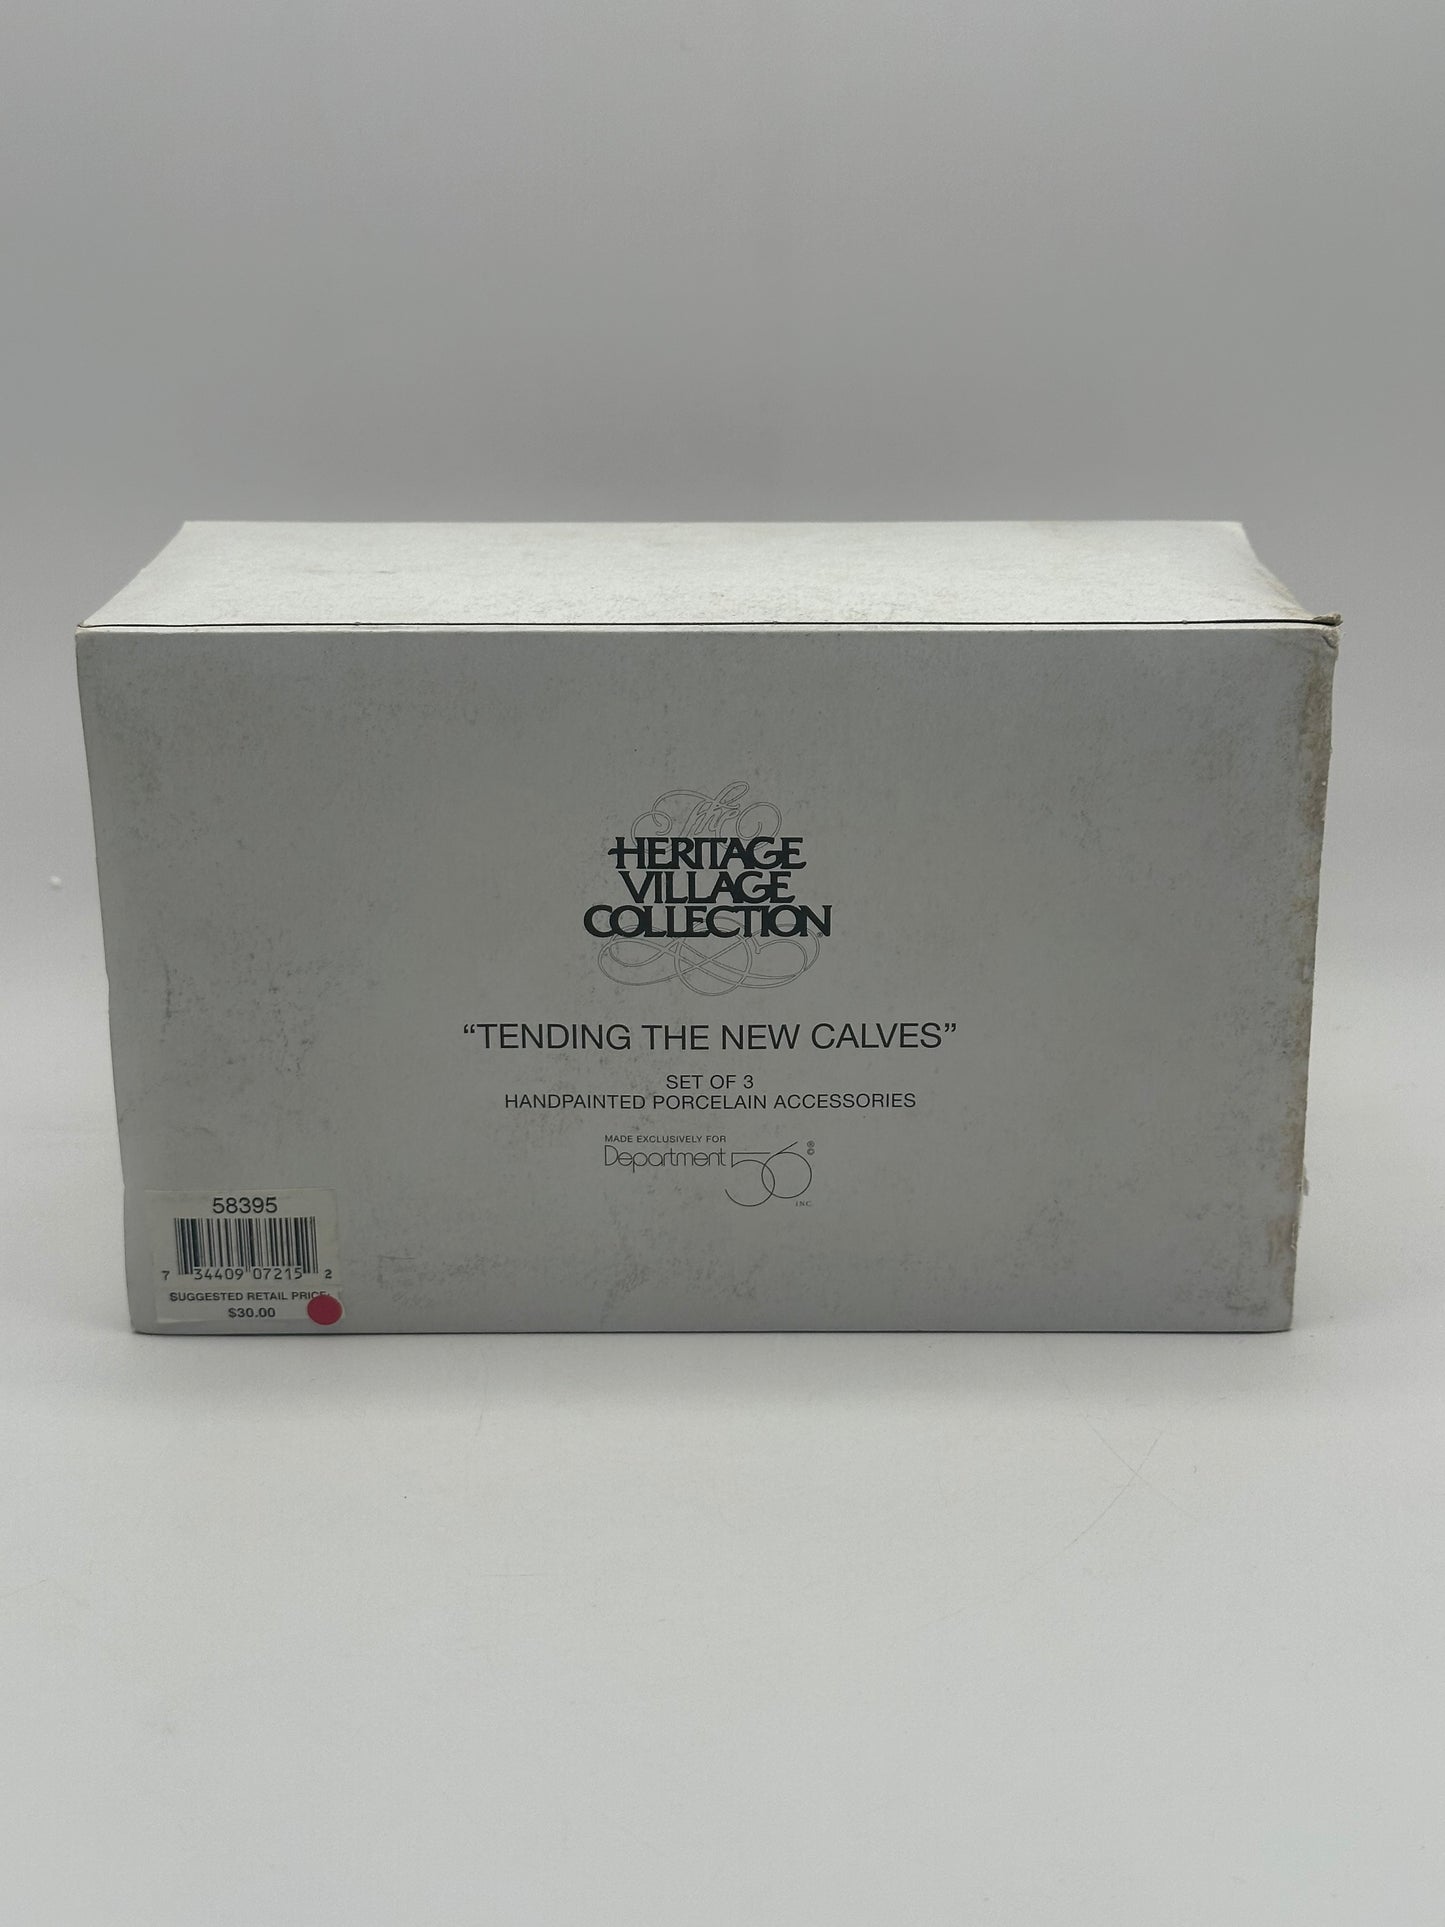 The
HERITAGE
VILLAGE
COLLECTION®
“TENDING THE NEW CALVES”
SET OF 3
HANDPAINTED PORCELAIN ACCESSORIES
MADE EXCLUSIVELY FOR
Department 56 ®©
INC.
58395
7 34409 07215 2
SUGGESTED RETAIL PRICE:
$30.00